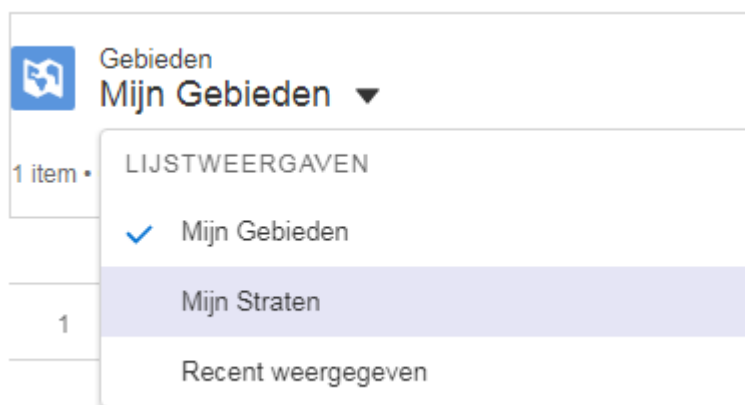 Gebieden
Mijn Gebieden
1 item •
LIJSTWEERGAVEN
Mijn Gebieden
Mijn Straten
1
Recent weergegeven